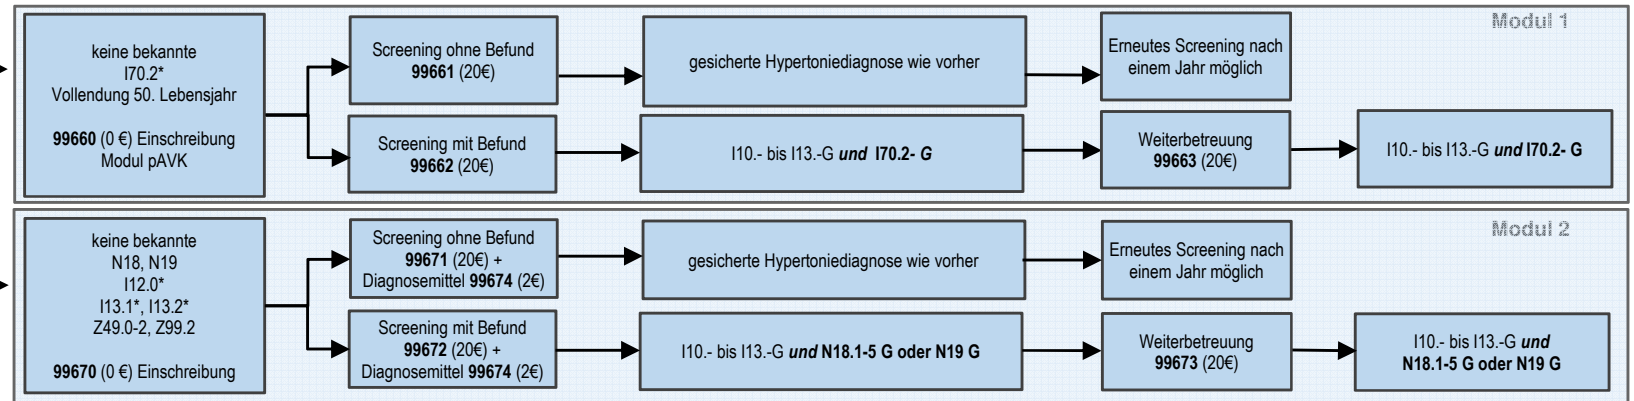 Modul 1
keine bekannte
I70.2*
Vollendung 50. Lebensjahr
99660 (0 €) Einschreibung
Modul pAVK
Screening ohne Befund
99661 (20€)
gesicherte Hypertoniediagnose wie vorher
Erneutes Screening nach
einem Jahr möglich
Screening mit Befund
99662 (20€)
I10.- bis I13.-G und I70.2- G
Weiterbetreuung
99663 (20€)
I10.- bis I13.-G und I70.2- G
Modul 2
keine bekannte
N18, N19
I12.0*
I13.1*, I13.2*
Z49.0-2, Z99.2
99670 (0 €) Einschreibung
Screening ohne Befund
99671 (20€) +
Diagnosemittel 99674 (2€)
gesicherte Hypertoniediagnose wie vorher
Erneutes Screening nach
einem Jahr möglich
Screening mit Befund
99672 (20€) +
Diagnosemittel 99674 (2€)
I10.- bis I13.-G und N18.1-5 G oder N19 G
Weiterbetreuung
99673 (20€)
I10.- bis I13.-G und
N18.1-5 G oder N19 G